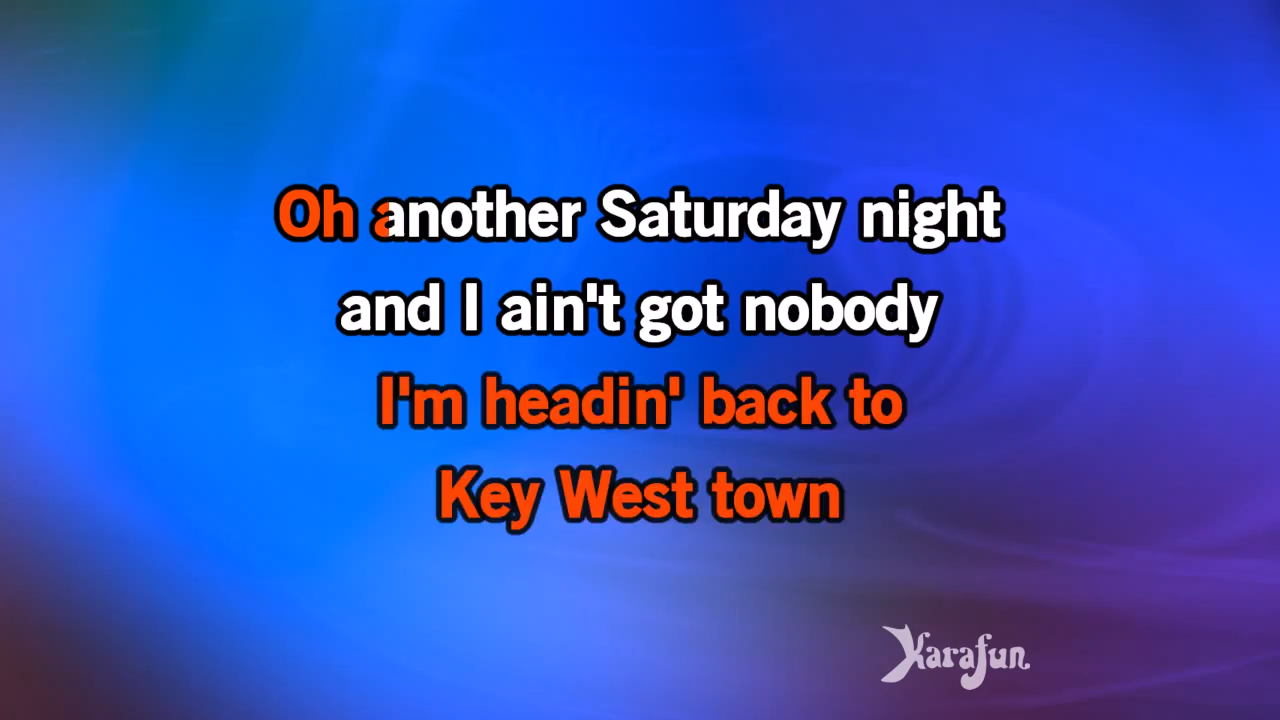 Oh another Saturday night
and I ain't got nobody
I'm headin' back to
Key West town
Karafun